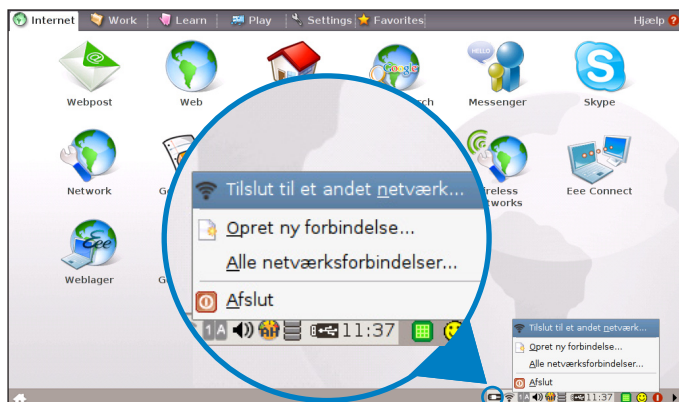 Internet Work Learn Play Settings Favorites Hjælp
Webpost Web Messenger Skype
Network Eee Connect
Weblager
Tilslut til et andet netværk...
Opret ny forbindelse...
Alle netværksforbindelser...
Afslut
1A 11:37
Tilslut til et andet netværk...
Opret ny forbindelse...
Alle netværksforbindelser...
Afslut
1A 11:37